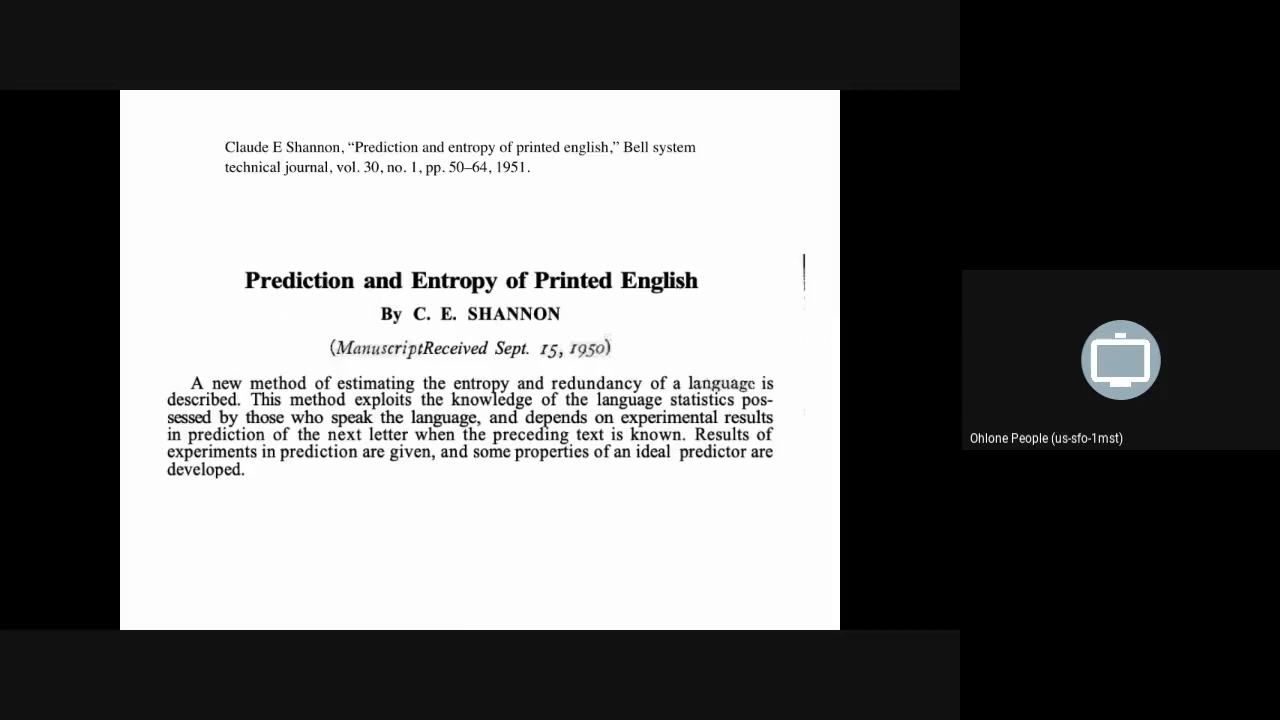 Claude E Shannon, “Prediction and entropy of printed english,” Bell system
technical journal, vol. 30, no. 1, pp. 50–64, 1951.
Prediction and Entropy of Printed English
By C. E. SHANNON
(ManuscriptReceived Sept. 15, 1950)
A new method of estimating the entropy and redundancy of a language is
described. This method exploits the knowledge of the language statistics pos-
sessed by those who speak the language, and depends on experimental results
in prediction of the next letter when the preceding text is known. Results of
experiments in prediction are given, and some properties of an ideal predictor are
developed.
Ohlone People (us-sfo-1mst)